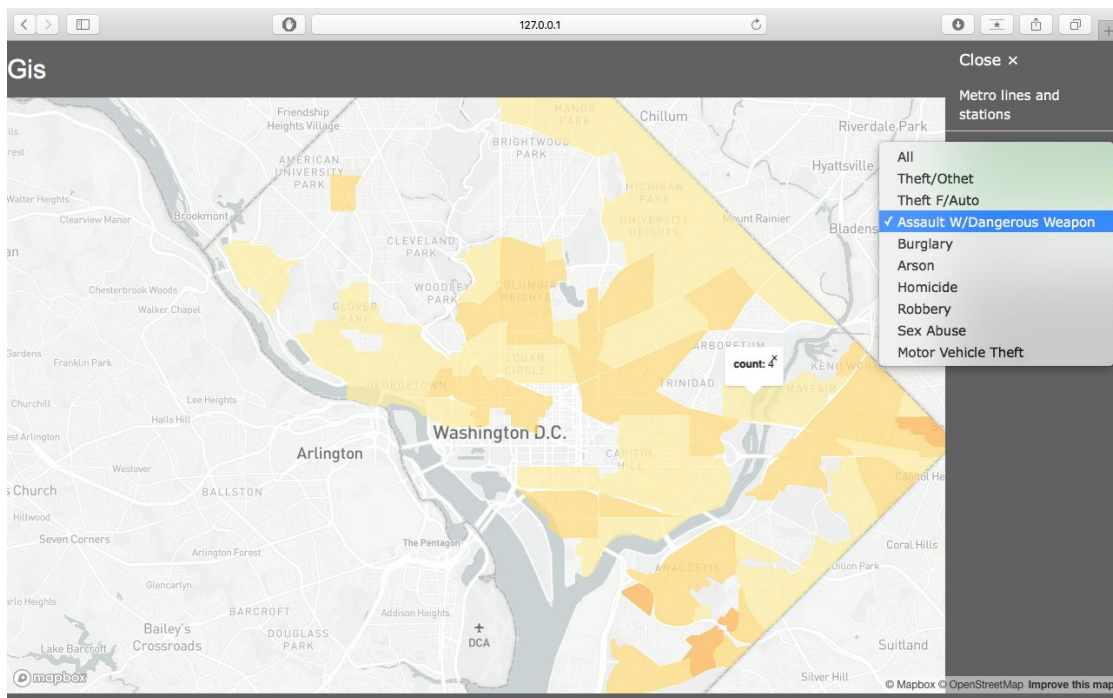 127.0.0.1
Gis
Close ×
Metro lines and
stations
All
Theft/Othet
Theft F/Auto
✓ Assault W/Dangerous Weapon
Burglary
Arson
Homicide
Robbery
Sex Abuse
Motor Vehicle Theft
Friendship
Heights Village
MANOR
PARK
Chillum
Riverdale Park
BRIGHTWOOD
PARK
AMERICAN
UNIVERSITY
PARK
Hyattsville
MICHIGAN
PARK
Walter Heights
Clearview Manor
Brookmont
UNIVERSITY
HEIGHTS
Mount Rainier
Bladens
CLEVELAND
PARK
WOODLEY
PARK
COLUMBIA
HEIGHTS
Chesterbrook Woods
Walker Chapel
GLOVER
PARK
ARBORETUM
Gardens
Franklin Park
LOGAN
CIRCLE
count: 4
×
KENILWORTH
GEORGETOWN
TRINIDAD
MAYFAIR
Churchill
Lee Heights
Halls Hill
est Arlington
Washington D.C.
Arlington
CAPITOL
HILL
Westover
Capitol He
s Church
BALLSTON
Hillwood
Seven Corners
The Pentagon
Arlington Forest
Coral Hills
ANACOSTIA
Dillon Park
Glencarlyn
arlo Heights
BARCROFT
Addison Heights
Bailey's
Crossroads
DOUGLASS
PARK
DCA
Suitland
Lake Barcroft
mapbox
Silver Hill
© Mapbox © OpenStreetMap Improve this map